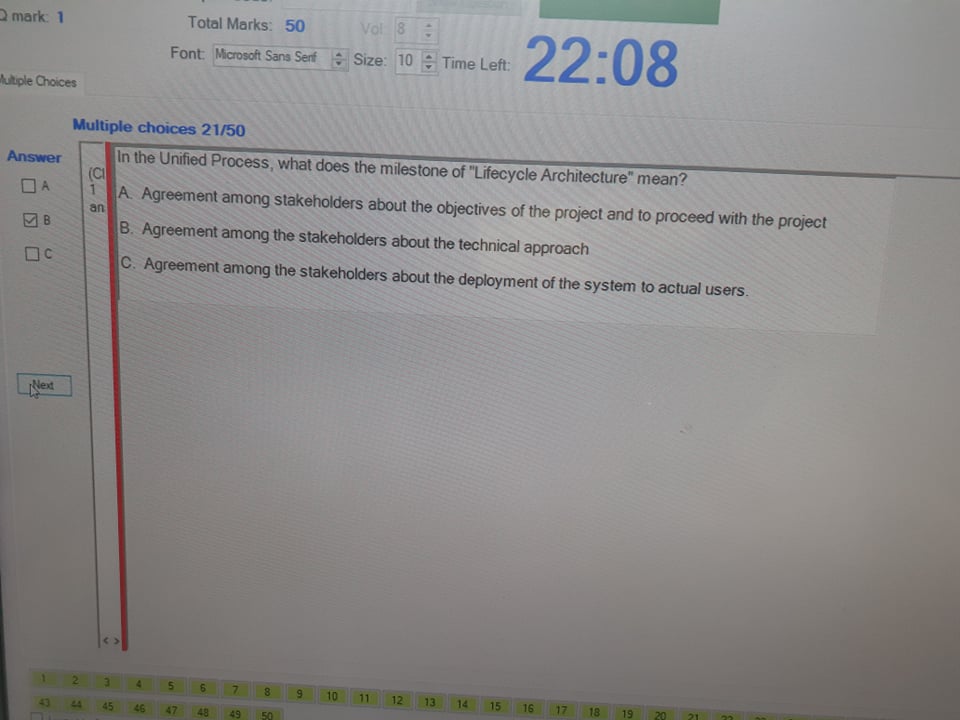 Q mark: 1
Total Marks: 50
Vol: 8
Font: Microsoft Sans Serif Size: 10 Time Left: 22:08
Multiple Choices
Multiple choices 21/50
Answer
A
B
C
Next
(Cl
1
an
In the Unified Process, what does the milestone of "Lifecycle Architecture" mean?
A. Agreement among stakeholders about the objectives of the project and to proceed with the project
B. Agreement among the stakeholders about the technical approach
C. Agreement among the stakeholders about the deployment of the system to actual users.
< >
1 2 3 4 5 6 7 8 9 10 11 12 13 14 15 16 17 18 19 20 21 22
43 44 45 46 47 48 49 50